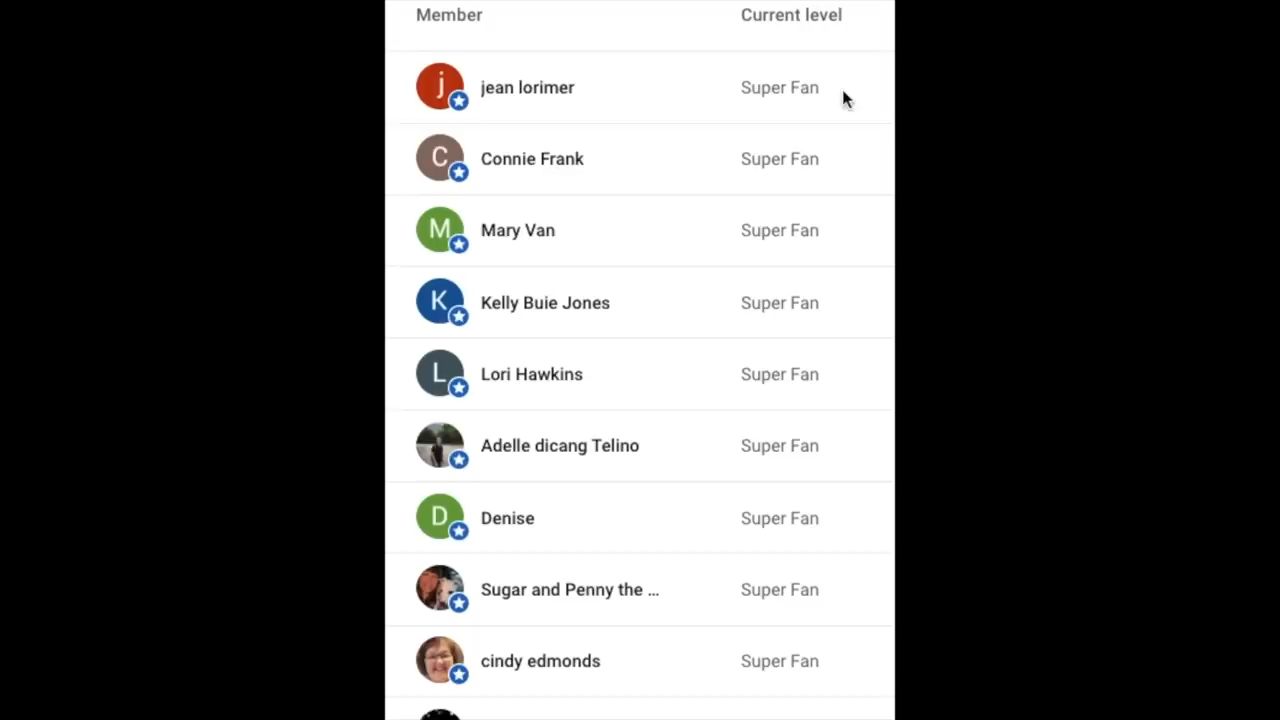 Member Current level
j jean lorimer Super Fan
C Connie Frank Super Fan
M Mary Van Super Fan
K Kelly Buie Jones Super Fan
L Lori Hawkins Super Fan
Adelle dicang Telino Super Fan
D Denise Super Fan
Sugar and Penny the ... Super Fan
cindy edmonds Super Fan